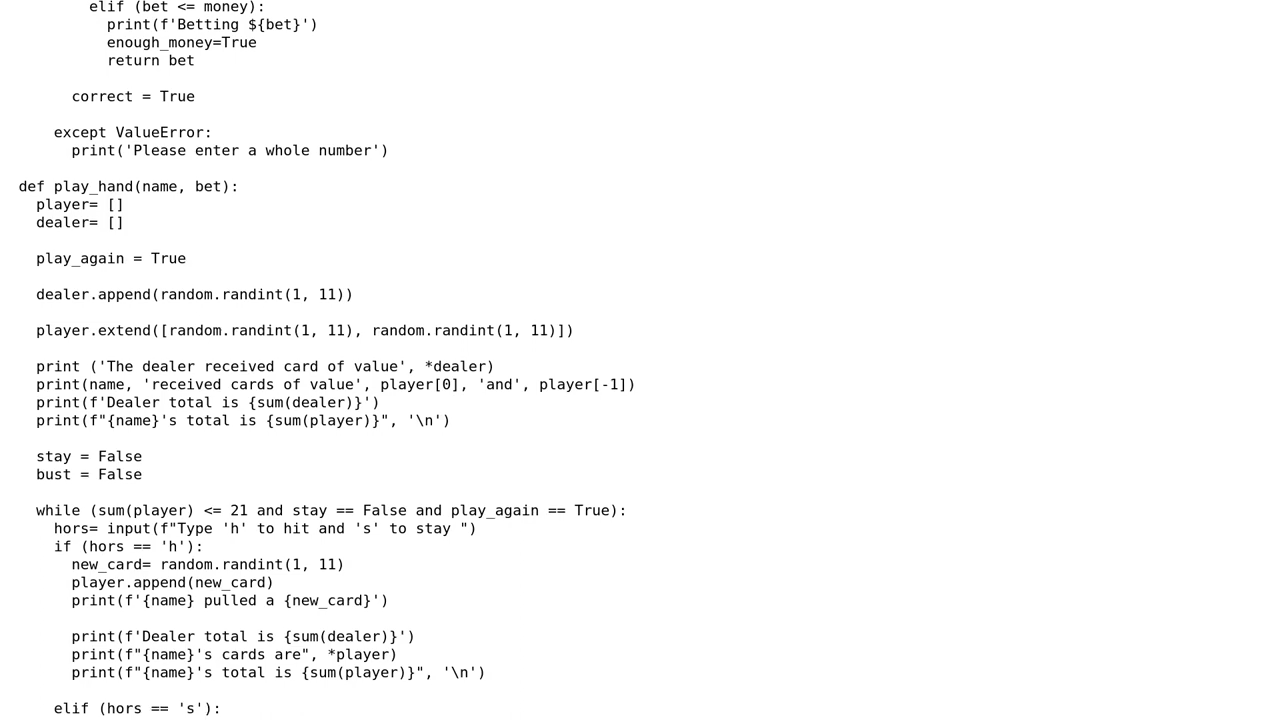 elif (bet <= money):
print(f'Betting ${bet}')
enough_money=True
return bet
correct = True
except ValueError:
print('Please enter a whole number')
def play_hand(name, bet):
player= []
dealer= []
play_again = True
dealer.append(random.randint(1, 11))
player.extend([random.randint(1, 11), random.randint(1, 11)])
print ('The dealer received card of value', *dealer)
print(name, 'received cards of value', player[0], 'and', player[-1])
print(f'Dealer total is {sum(dealer)}')
print(f"{name}'s total is {sum(player)}", '\n')
stay = False
bust = False
while (sum(player) <= 21 and stay == False and play_again == True):
hors= input(f"Type 'h' to hit and 's' to stay ")
if (hors == 'h'):
new_card= random.randint(1, 11)
player.append(new_card)
print(f'{name} pulled a {new_card}')
print(f'Dealer total is {sum(dealer)}')
print(f"{name}'s cards are", *player)
print(f"{name}'s total is {sum(player)}", '\n')
elif (hors == 's'):